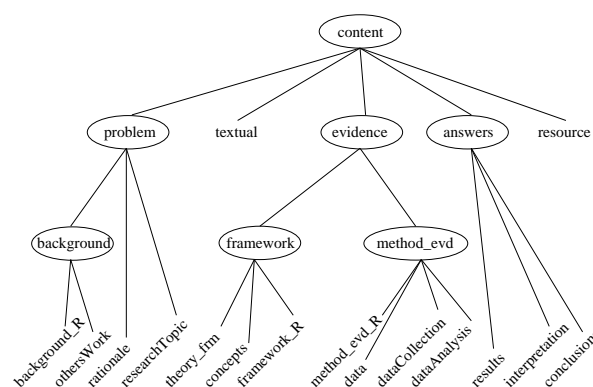 content
problem
textual
evidence
answers
resource
background
framework
method_evd
background_R
othersWork
rationale
researchTopic
theory_frm
concepts
framework_R
method_evd_R
data
dataCollection
dataAnalysis
results
interpretation
conclusion